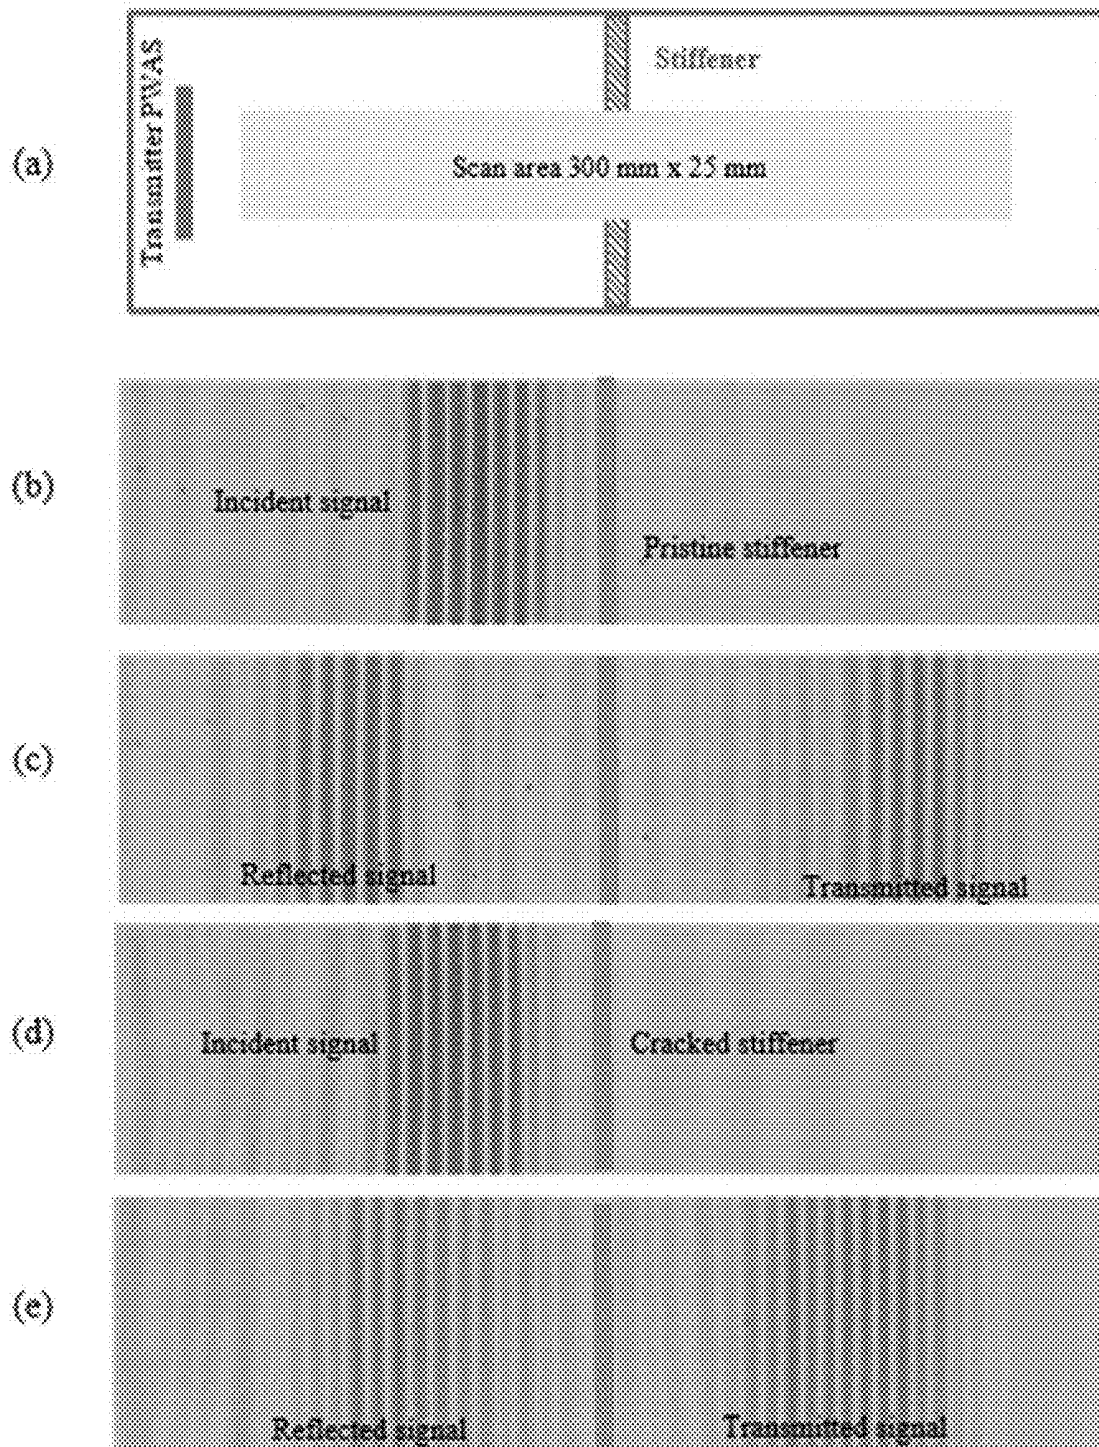 (a)
Transmitter PWAS
Stiffener
Scan area 300 mm x 25 mm
(b)
Incident signal
Pristine stiffener
(c)
Reflected signal
Transmitted signal
(d)
Incident signal
Cracked stiffener
(e)
Reflected signal
Transmitted signal